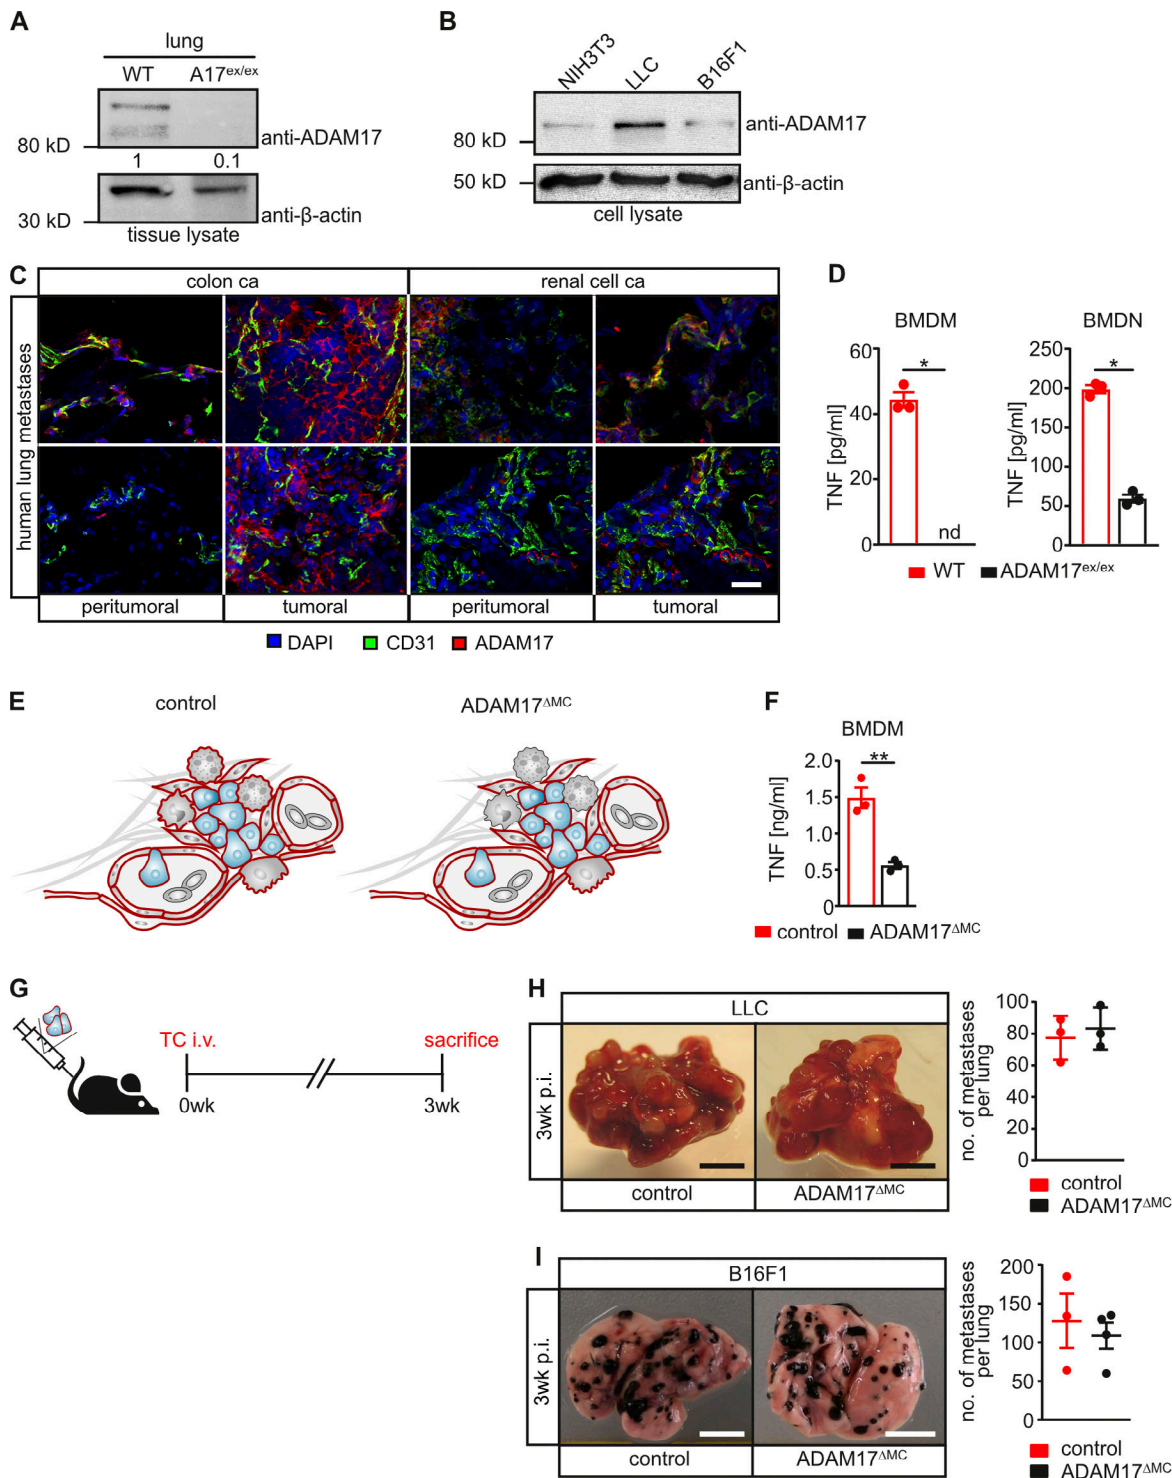 A
lung
WT
A17ex/ex
80 kD
anti-ADAM17
1
0.1
30 kD
anti-β-actin
tissue lysate
B
NIH3T3
LLC
B16F1
80 kD
anti-ADAM17
50 kD
anti-β-actin
cell lysate
C
colon ca
renal cell ca
human lung metastases
peritumoral
tumoral
peritumoral
tumoral
DAPI
CD31
ADAM17
D
BMDM
TNF [pg/ml]
60
40
20
0
*
nd
BMDN
TNF [pg/ml]
250
200
150
100
50
0
*
WT
ADAM17ex/ex
E
control
ADAM17ΔMC
F
BMDM
TNF [ng/ml]
2.0
1.5
1.0
0.5
0
**
control
ADAM17ΔMC
G
TC i.v.
sacrifice
0wk
3wk
H
LLC
3wk p.i.
control
ADAM17ΔMC
no. of metastases
per lung
100
80
60
40
20
0
control
ADAM17ΔMC
I
B16F1
3wk p.i.
control
ADAM17ΔMC
no. of metastases
per lung
200
150
100
50
0
control
ADAM17ΔMC